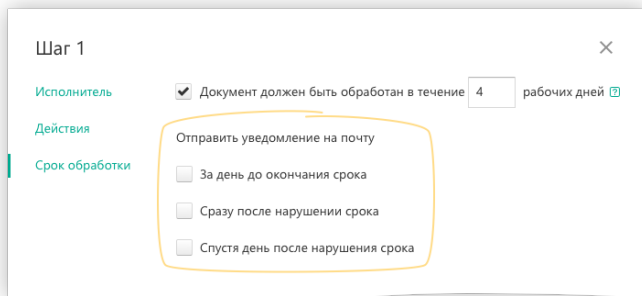 Шаг 1
Исполнитель
Документ должен быть обработан в течение 4 рабочих дней ?
Действия
Отправить уведомление на почту
Срок обработки
За день до окончания срока
Сразу после нарушении срока
Спустя день после нарушения срока